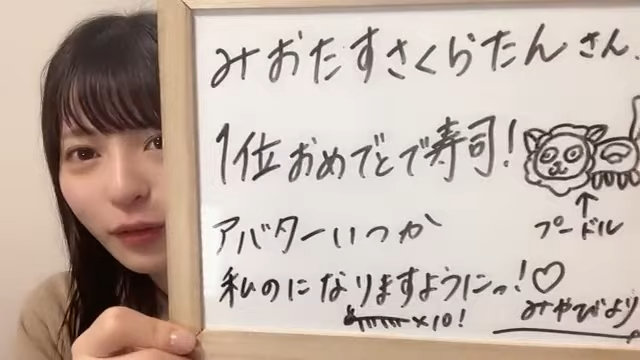 みおたすさくらたんさん
1位おめでとで寿司!
↑
プードル
アバターいつか
私のになりますようにっ!♡
×10!
みやびより